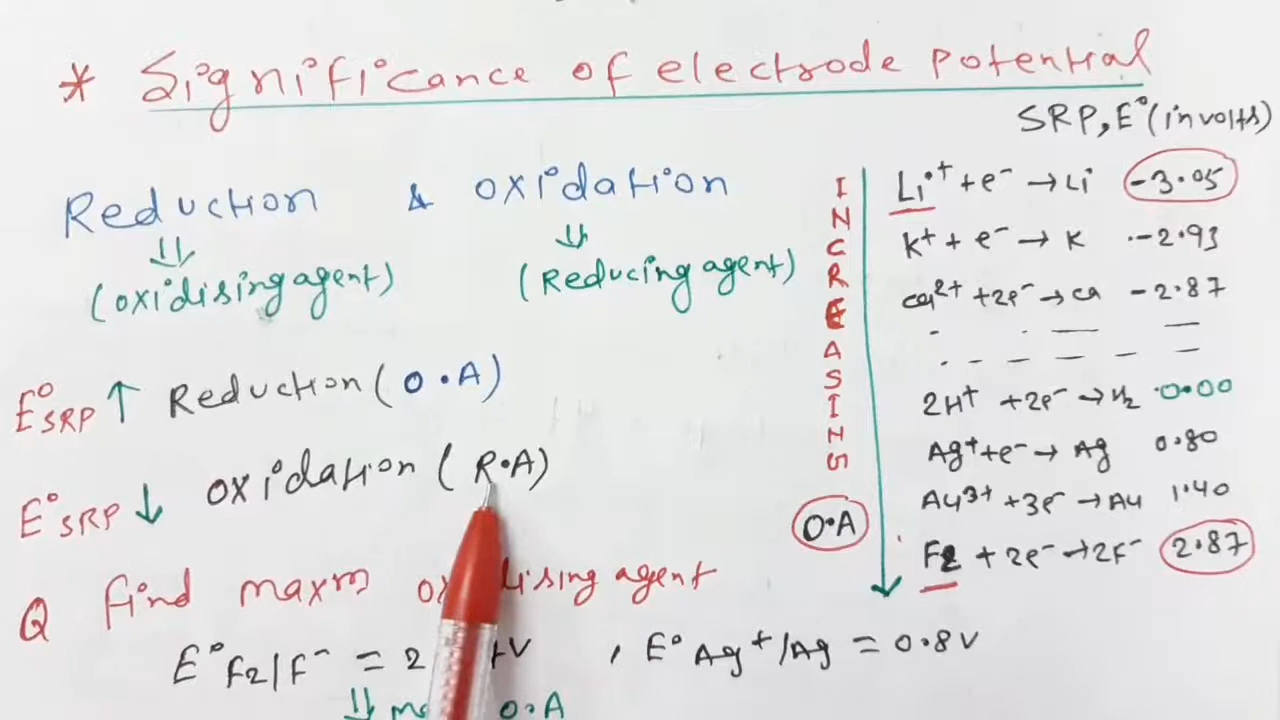 * Significance of electrode potential
SRP, E° (in volts)
Reduction & oxidation
(oxidising agent) (Reducing agent)
E°SRP ↑ Reduction (O.A)
E°SRP ↓ oxidation (R.A)
Q find maxm agent
E° F2/F⁻ = 2 V , E° Ag⁺/Ag = 0.8V
O.A
INCREASING
O.A
Li⁺ + e⁻ → Li -3.05
K⁺ + e⁻ → K -2.93
Ca²⁺ + 2e⁻ → Ca -2.87
2H⁺ + 2e⁻ → H₂ 0.00
Ag⁺ + e⁻ → Ag 0.80
Au³⁺ + 3e⁻ → Au 1.40
F2 + 2e⁻ → 2F⁻ 2.87